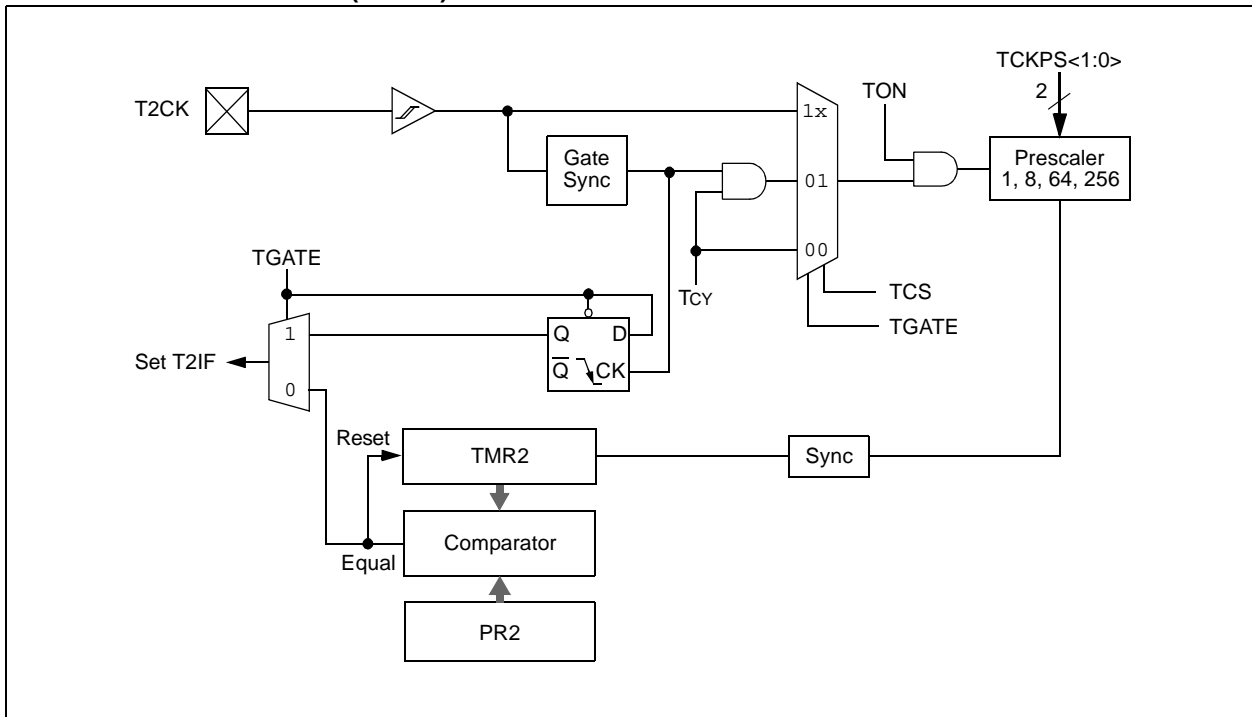 TCKPS<1:0>
2
T2CK
TON
1x
Gate
Sync
Prescaler
1, 8, 64, 256
01
00
TGATE
TCY
TCS
TGATE
1
Q D
Set T2IF
Q CK
0
Reset
TMR2
Sync
Comparator
Equal
PR2